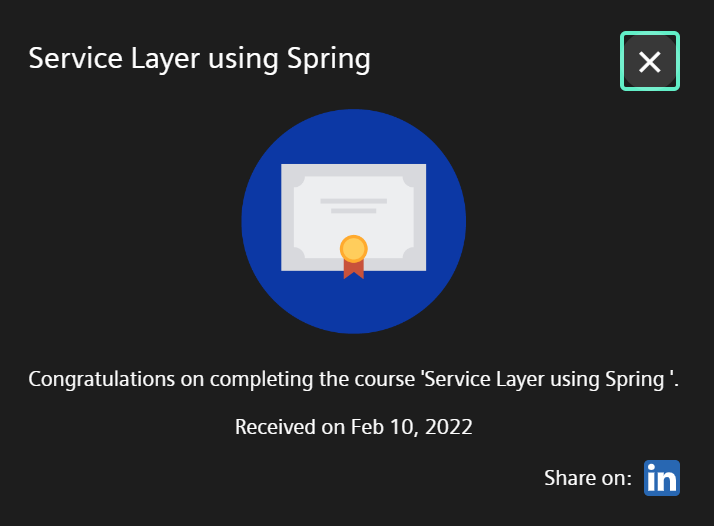 Service Layer using Spring
Congratulations on completing the course 'Service Layer using Spring '.
Received on Feb 10, 2022
Share on: in